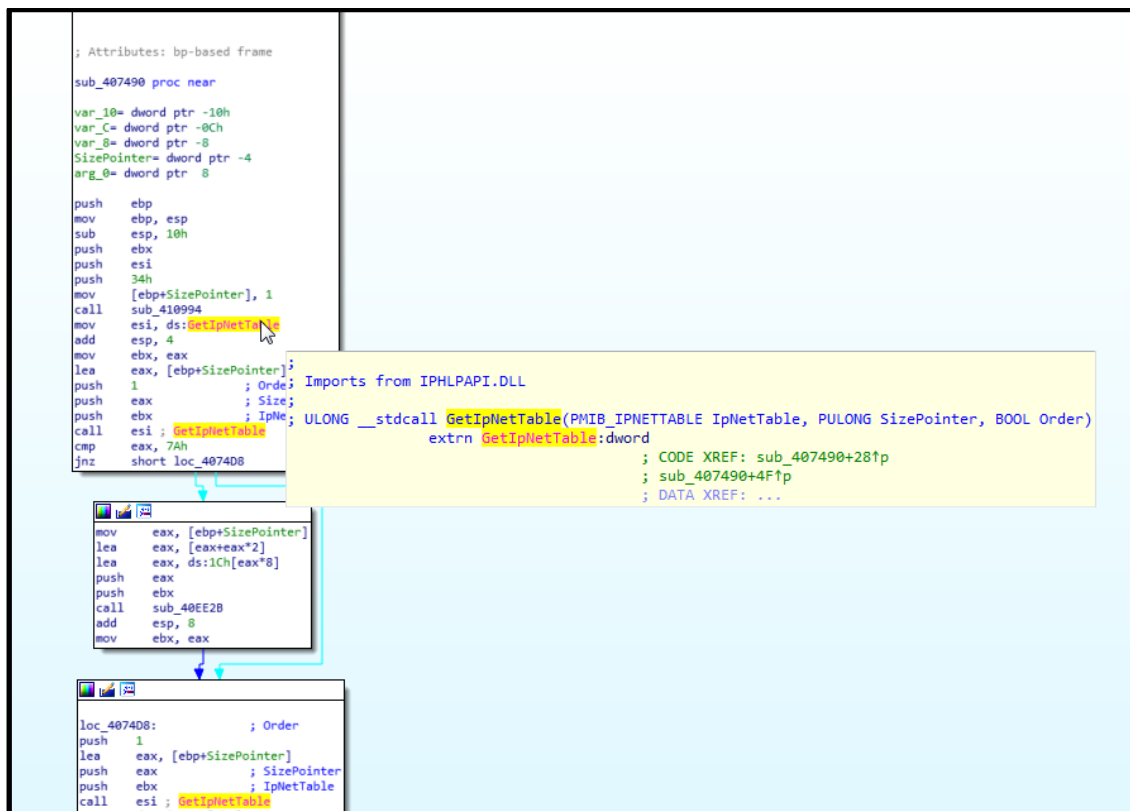 ; Attributes: bp-based frame
sub_407490 proc near
var_10= dword ptr -10h
var_C= dword ptr -0Ch
var_8= dword ptr -8
SizePointer= dword ptr -4
arg_0= dword ptr  8
push    ebp
mov     ebp, esp
sub     esp, 10h
push    ebx
push    esi
push    34h
mov     [ebp+SizePointer], 1
call    sub_410994
mov     esi, ds:GetIpNetTable
add     esp, 4
mov     ebx, eax
lea     eax, [ebp+SizePointer]
push    1               ; Orde
push    eax             ; Size
push    ebx             ; IpNe
call    esi ; GetIpNetTable
cmp     eax, 7Ah
jnz     short loc_4074D8
;
; Imports from IPHLPAPI.DLL
;
; ULONG __stdcall GetIpNetTable(PMIB_IPNETTABLE IpNetTable, PULONG SizePointer, BOOL Order)
extrn GetIpNetTable:dword
; CODE XREF: sub_407490+28↑p
; sub_407490+4F↑p
; DATA XREF: ...
mov     eax, [ebp+SizePointer]
lea     eax, [eax+eax*2]
lea     eax, ds:1Ch[eax*8]
push    eax
push    ebx
call    sub_40EE2B
add     esp, 8
mov     ebx, eax
loc_4074D8:             ; Order
push    1
lea     eax, [ebp+SizePointer]
push    eax             ; SizePointer
push    ebx             ; IpNetTable
call    esi ; GetIpNetTable